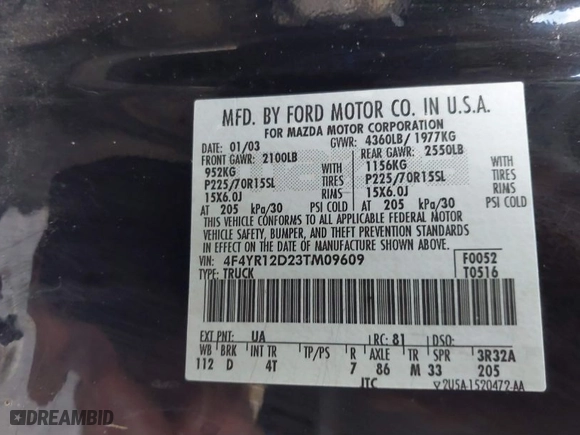 MFD. BY FORD MOTOR CO. IN U.S.A.
FOR MAZDA MOTOR CORPORATION
DATE: 01/03 GVWR: 4360LB/ 1977KG
FRONT GAWR: 2100LB REAR GAWR: 2550LB
952KG WITH 1156KG WITH
P225/70R15SL TIRES P225/70R15SL TIRES
15X6.0J RIMS 15X6.0J RIMS
AT 205 kPa/30 PSI COLD AT 205 kPa/30 PSI COLD
THIS VEHICLE CONFORMS TO ALL APPLICABLE FEDERAL MOTOR
VEHICLE SAFETY, BUMPER, AND THEFT PREVENTION STANDARDS
IN EFFECT ON THE DATE OF MANUFACTURE SHOWN ABOVE.
VIN: 4F4YR12D23TM09609 F0052
TYPE: TRUCK T0516
EXT PNT: UA RC: 81 DSO:
WB BRK INT TR TP/PS R AXLE TR SPR 3R32A
112 D 4T 7 86 M 33 205
ITC ▽2U5A-1520472-AA
DREAMBID